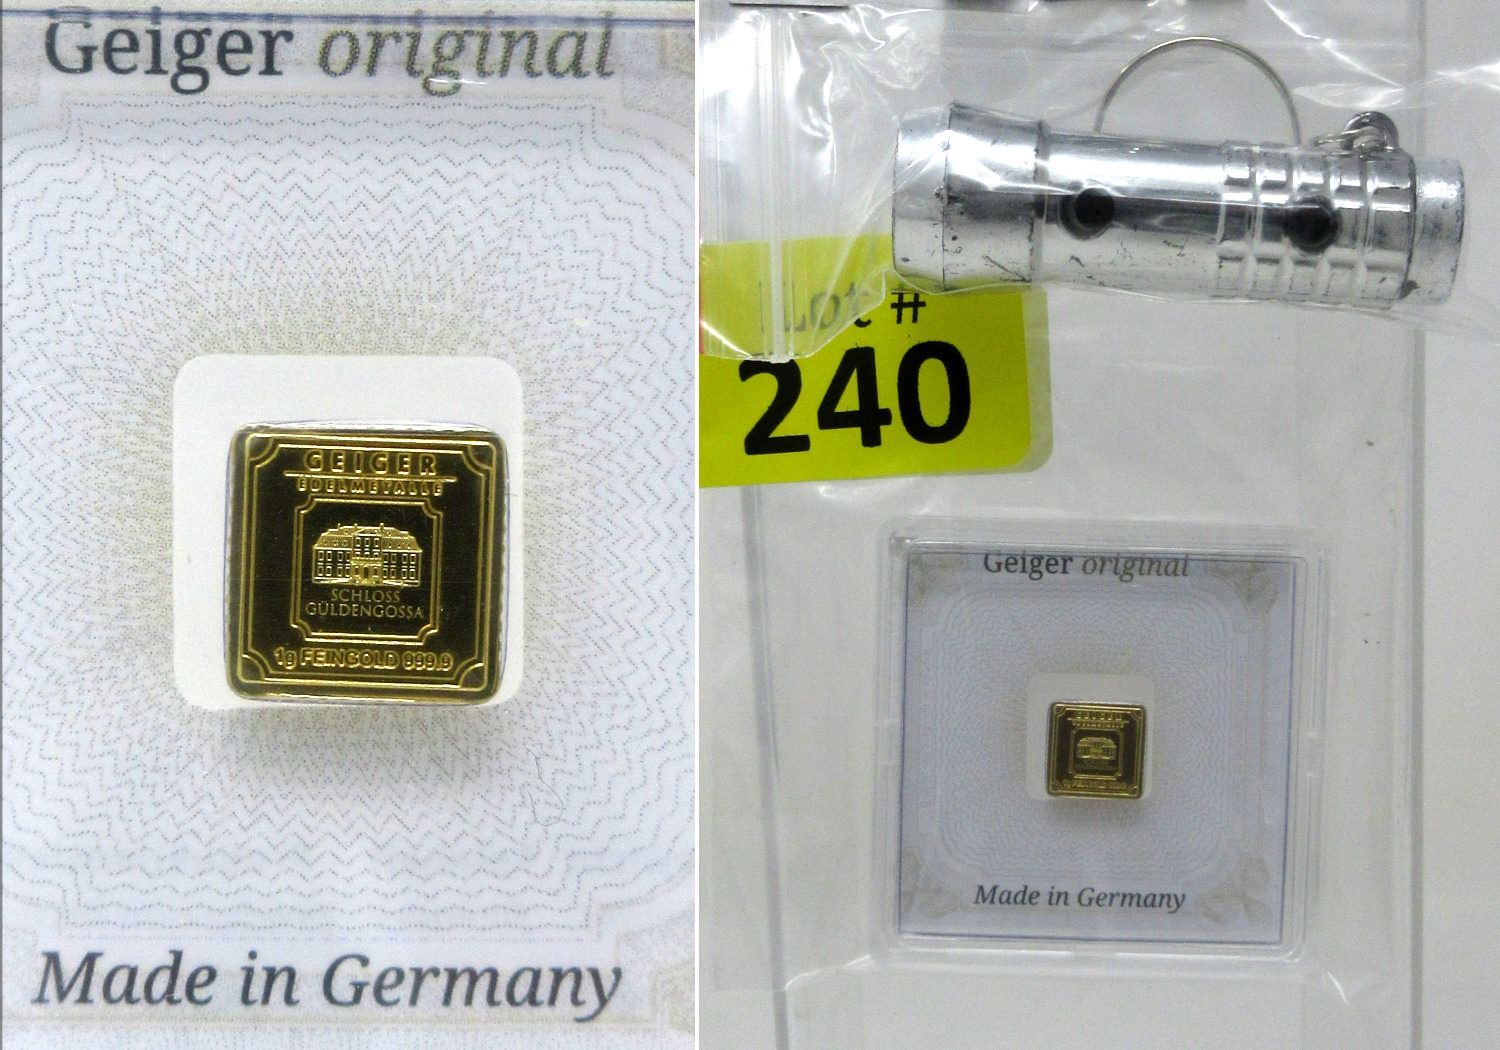 Geiger original
GEIGER
EDELMETALLE
SCHLOSS
GÜLDENGOSSA
1g FEINGOLD 999.9
Made in Germany
Lot #
240
Geiger original
Made in Germany